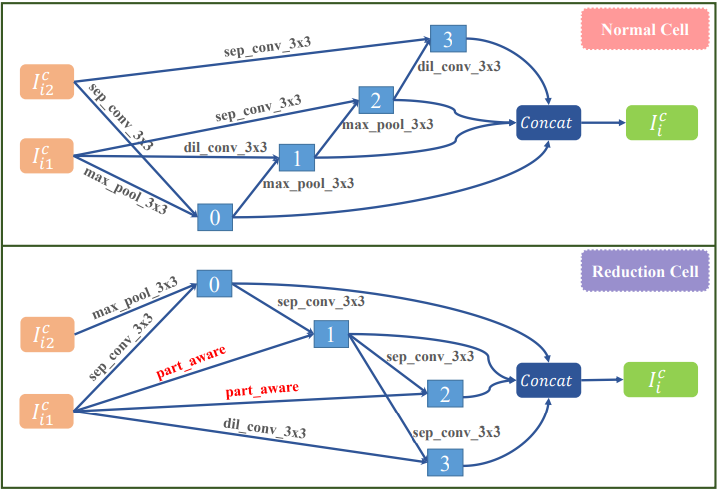 Normal Cell
3
sep_conv_3x3
dil_conv_3x3
I_{i2}^c
sep_conv_3x3
2
sep_conv_3x3
max_pool_3x3
Concat
I_i^c
I_{i1}^c
dil_conv_3x3
1
max_pool_3x3
max_pool_3x3
0
Reduction Cell
0
max_pool_3x3
sep_conv_3x3
I_{i2}^c
sep_conv_3x3
1
part_aware
sep_conv_3x3
part_aware
2
Concat
I_i^c
I_{i1}^c
dil_conv_3x3
sep_conv_3x3
3